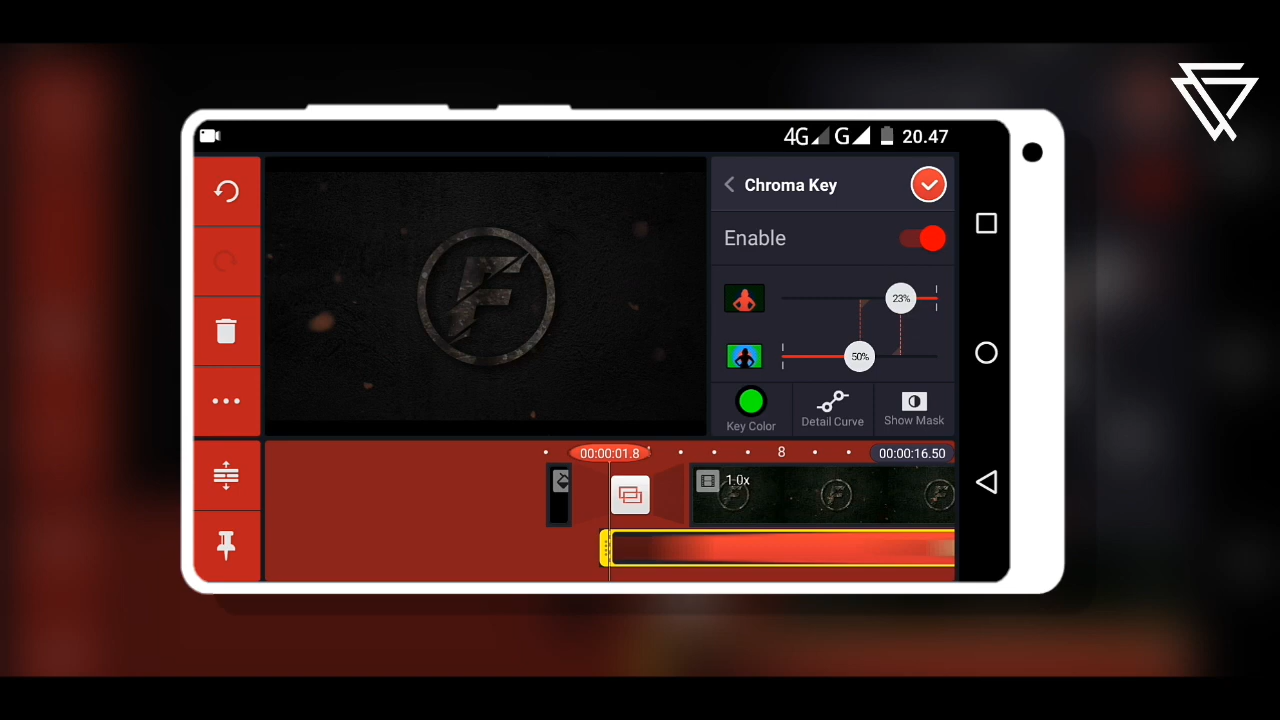 4G G 20.47
Chroma Key
Enable
23%
50%
Key Color Detail Curve Show Mask
00:00:01.8 8 00:00:16.50
1.0x
F